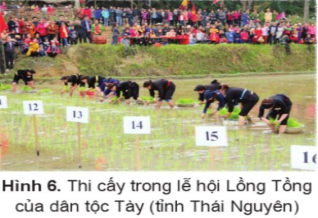 12
13
14
15
Hình 6. Thi cấy trong lễ hội Lồng Tồng
của dân tộc Tày (tỉnh Thái Nguyên)